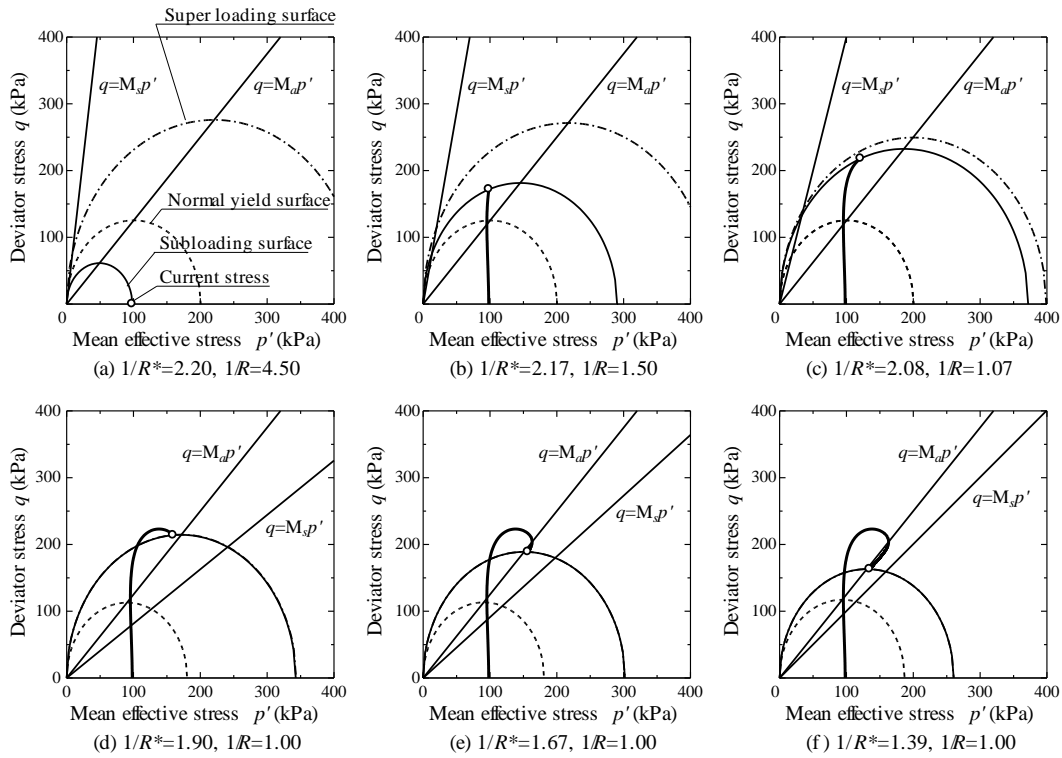 Super loading surface
400
300
200
100
0
Deviator stress q (kPa)
q=Mₛp'
q=Mₐp'
Normal yield surface
Subloading surface
Current stress
0 100 200 300 400
Mean effective stress p' (kPa)
(a) 1/R*=2.20, 1/R=4.50
400
300
200
100
0
Deviator stress q (kPa)
q=Mₛp'
q=Mₐp'
0 100 200 300 400
Mean effective stress p' (kPa)
(b) 1/R*=2.17, 1/R=1.50
400
300
200
100
0
Deviator stress q (kPa)
q=Mₛp'
q=Mₐp'
0 100 200 300 400
Mean effective stress p' (kPa)
(c) 1/R*=2.08, 1/R=1.07
400
300
200
100
0
Deviator stress q (kPa)
q=Mₐp'
q=Mₛp'
0 100 200 300 400
Mean effective stress p' (kPa)
(d) 1/R*=1.90, 1/R=1.00
400
300
200
100
0
Deviator stress q (kPa)
q=Mₐp'
q=Mₛp'
0 100 200 300 400
Mean effective stress p' (kPa)
(e) 1/R*=1.67, 1/R=1.00
400
300
200
100
0
Deviator stress q (kPa)
q=Mₐp'
q=Mₛp'
0 100 200 300 400
Mean effective stress p' (kPa)
(f) 1/R*=1.39, 1/R=1.00